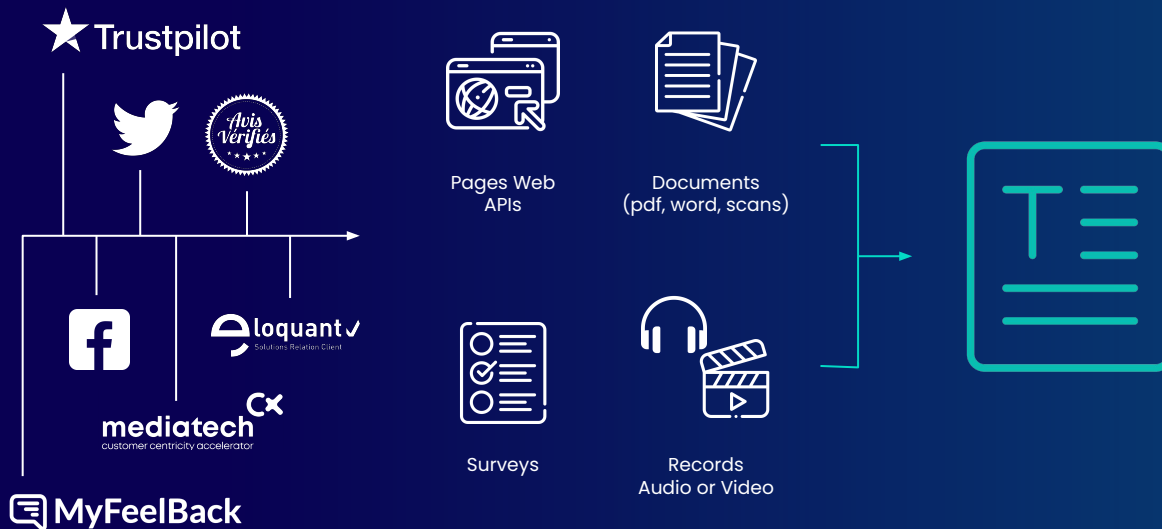 Trustpilot
Avis
Vérifiés
eloquant
Solutions Relation Client
mediatech
cx
customer centricity accelerator
MyFeelBack
Pages Web
APIs
Documents
(pdf, word, scans)
Surveys
Records
Audio or Video
T